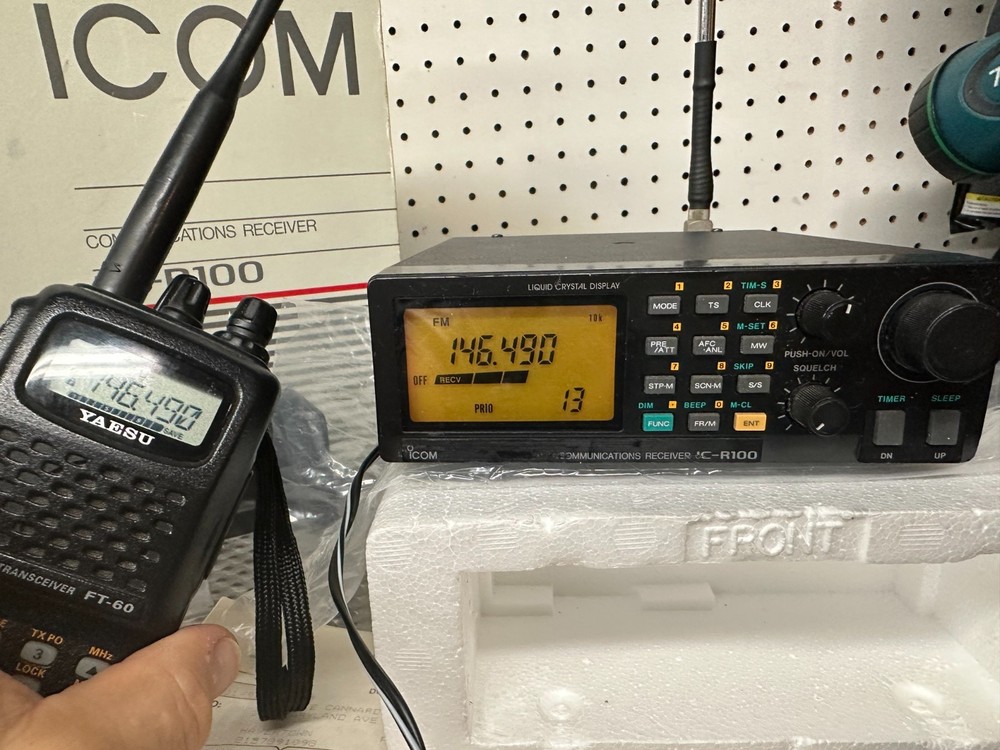 ICOM
COMMUNICATIONS RECEIVER
IC-R100
LIQUID CRYSTAL DISPLAY
FM
10k
146.490
OFF RECV
PRIO 13
1 2 TIM-S 3
MODE TS CLK
4 5 M-SET 6
PRE /ATT AFC -ANL MW
7 8 SKIP 9
STP-M SCN-M S/S
DIM - BEEP 0 M-CL
FUNC FR/M ENT
PUSH-ON/VOL
SQUELCH
TIMER SLEEP
DN UP
ICOM COMMUNICATIONS RECEIVER IC-R100
FRONT
146.490
SAVE
YAESU
TRANSCEIVER FT-60
TX PO
3
LOCK
MHz